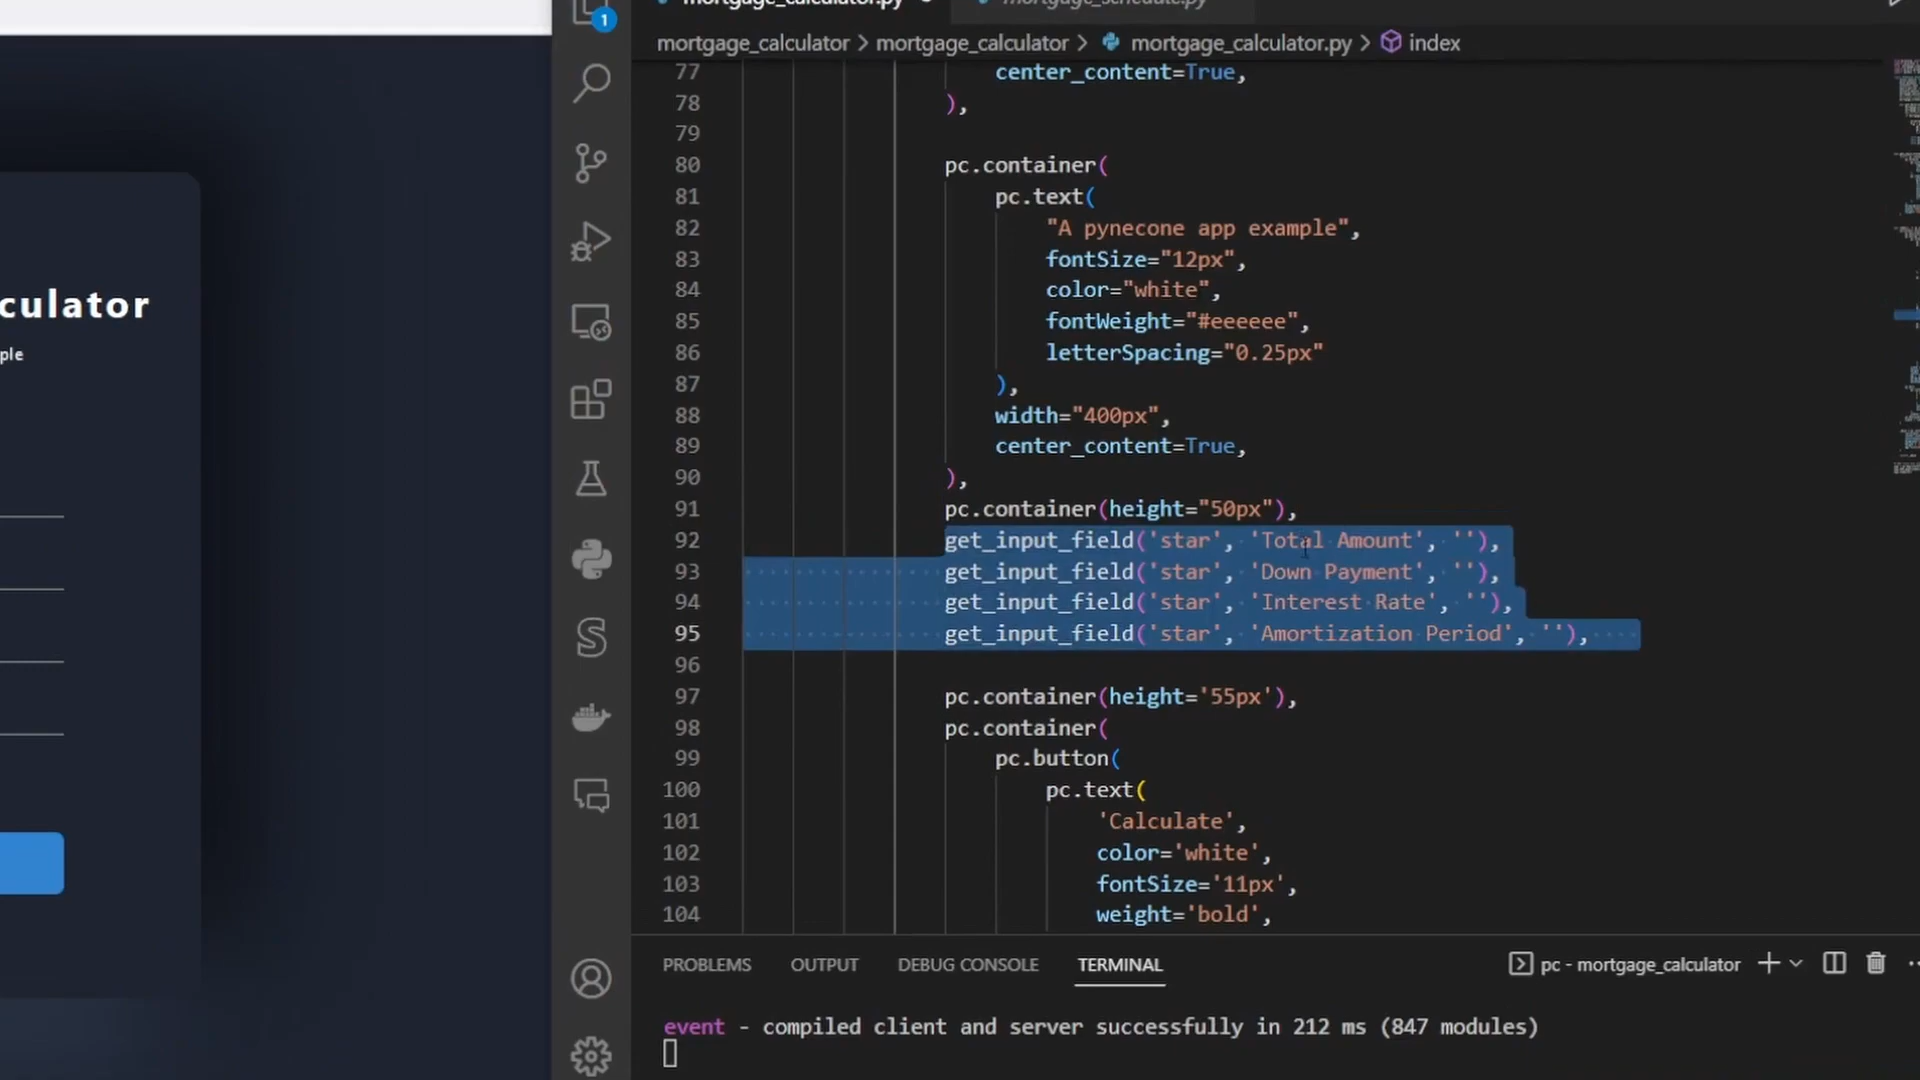 mortgage_calculator.py
mortgage_schedule.py
1
mortgage_calculator > mortgage_calculator > mortgage_calculator.py > index
77 center_content=True,
78 ),
79
80 pc.container(
81 pc.text(
82 "A pynecone app example",
83 fontSize="12px",
84 color="white",
85 fontWeight="#eeeeee",
86 letterSpacing="0.25px"
87 ),
88 width="400px",
89 center_content=True,
90 ),
91 pc.container(height="50px"),
92 get_input_field('star', 'Total Amount', ''),
93 get_input_field('star', 'Down Payment', ''),
94 get_input_field('star', 'Interest Rate', ''),
95 get_input_field('star', 'Amortization Period', ''),
96
97 pc.container(height='55px'),
98 pc.container(
99 pc.button(
100 pc.text(
101 'Calculate',
102 color='white',
103 fontSize='11px',
104 weight='bold',
culator
ple
PROBLEMS OUTPUT DEBUG CONSOLE TERMINAL
pc - mortgage_calculator
event - compiled client and server successfully in 212 ms (847 modules)